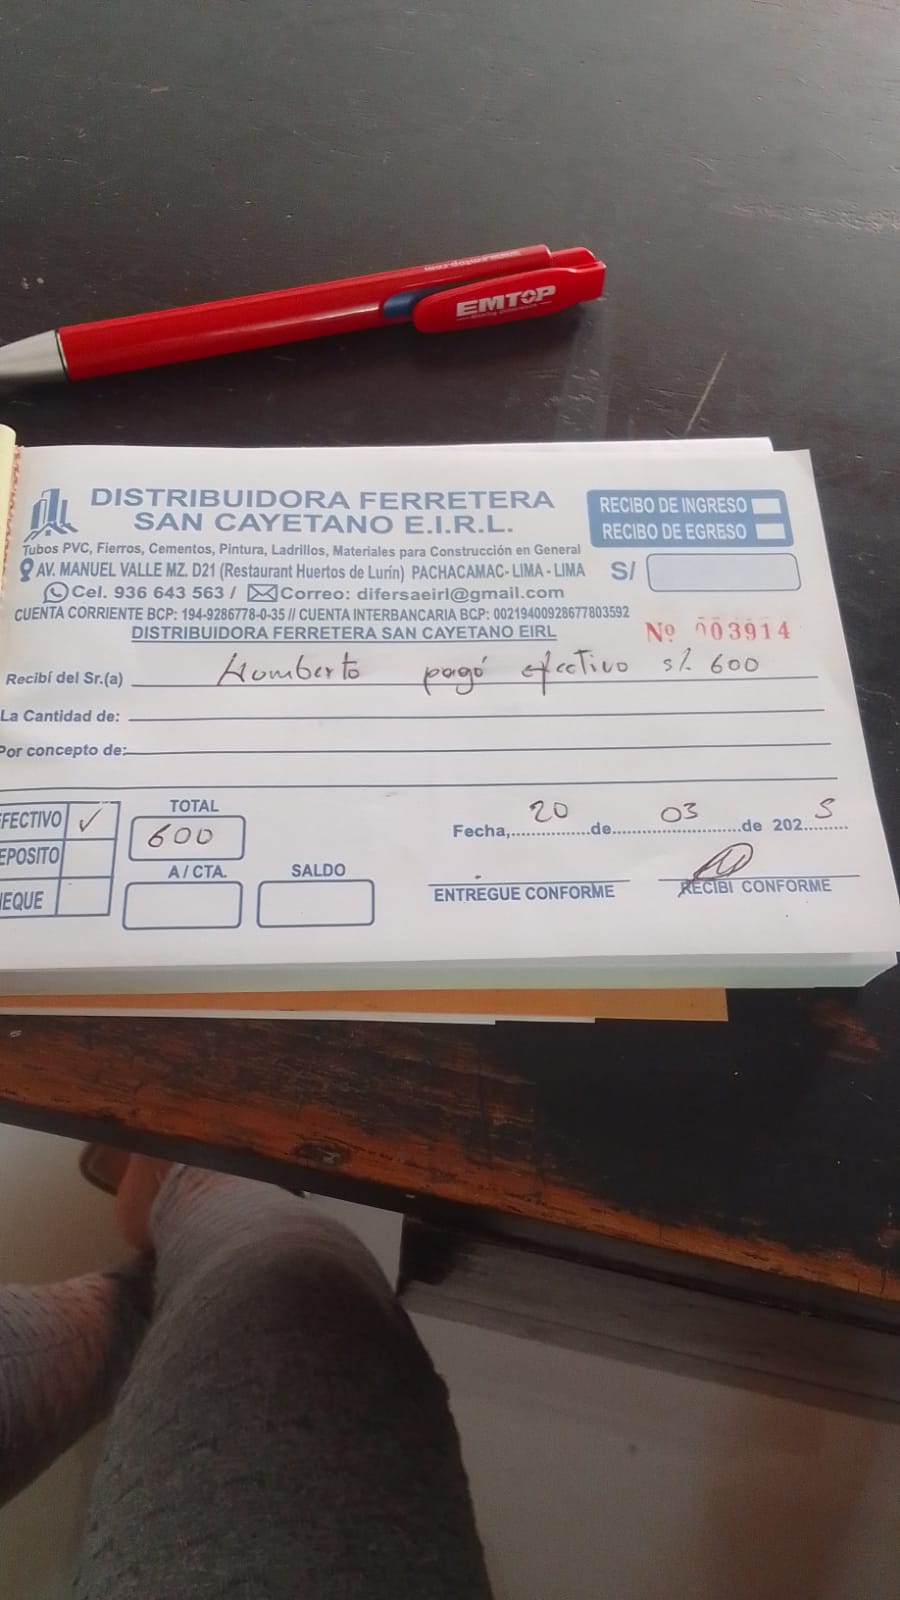 EMTOP
DISTRIBUIDORA FERRETERA
SAN CAYETANO E.I.R.L.
Tubos PVC, Fierros, Cementos, Pintura, Ladrillos, Materiales para Construcción en General
AV. MANUEL VALLE MZ. D21 (Restaurant Huertos de Lurín) PACHACAMAC- LIMA - LIMA
Cel. 936 643 563 / Correo: difersaeirl@gmail.com
CUENTA CORRIENTE BCP: 194-9286778-0-35 // CUENTA INTERBANCARIA BCP: 00219400928677803592
DISTRIBUIDORA FERRETERA SAN CAYETANO EIRL
RECIBO DE INGRESO
RECIBO DE EGRESO
S/
Nº 003914
Recibí del Sr.(a) Humberto pagó efectivo s/. 600
La Cantidad de:
Por concepto de:
EFECTIVO ✓
EPOSITO
HEQUE
TOTAL
600
A / CTA.
SALDO
Fecha, 20 de 03 de 2025
ENTREGUE CONFORME
RECIBI CONFORME